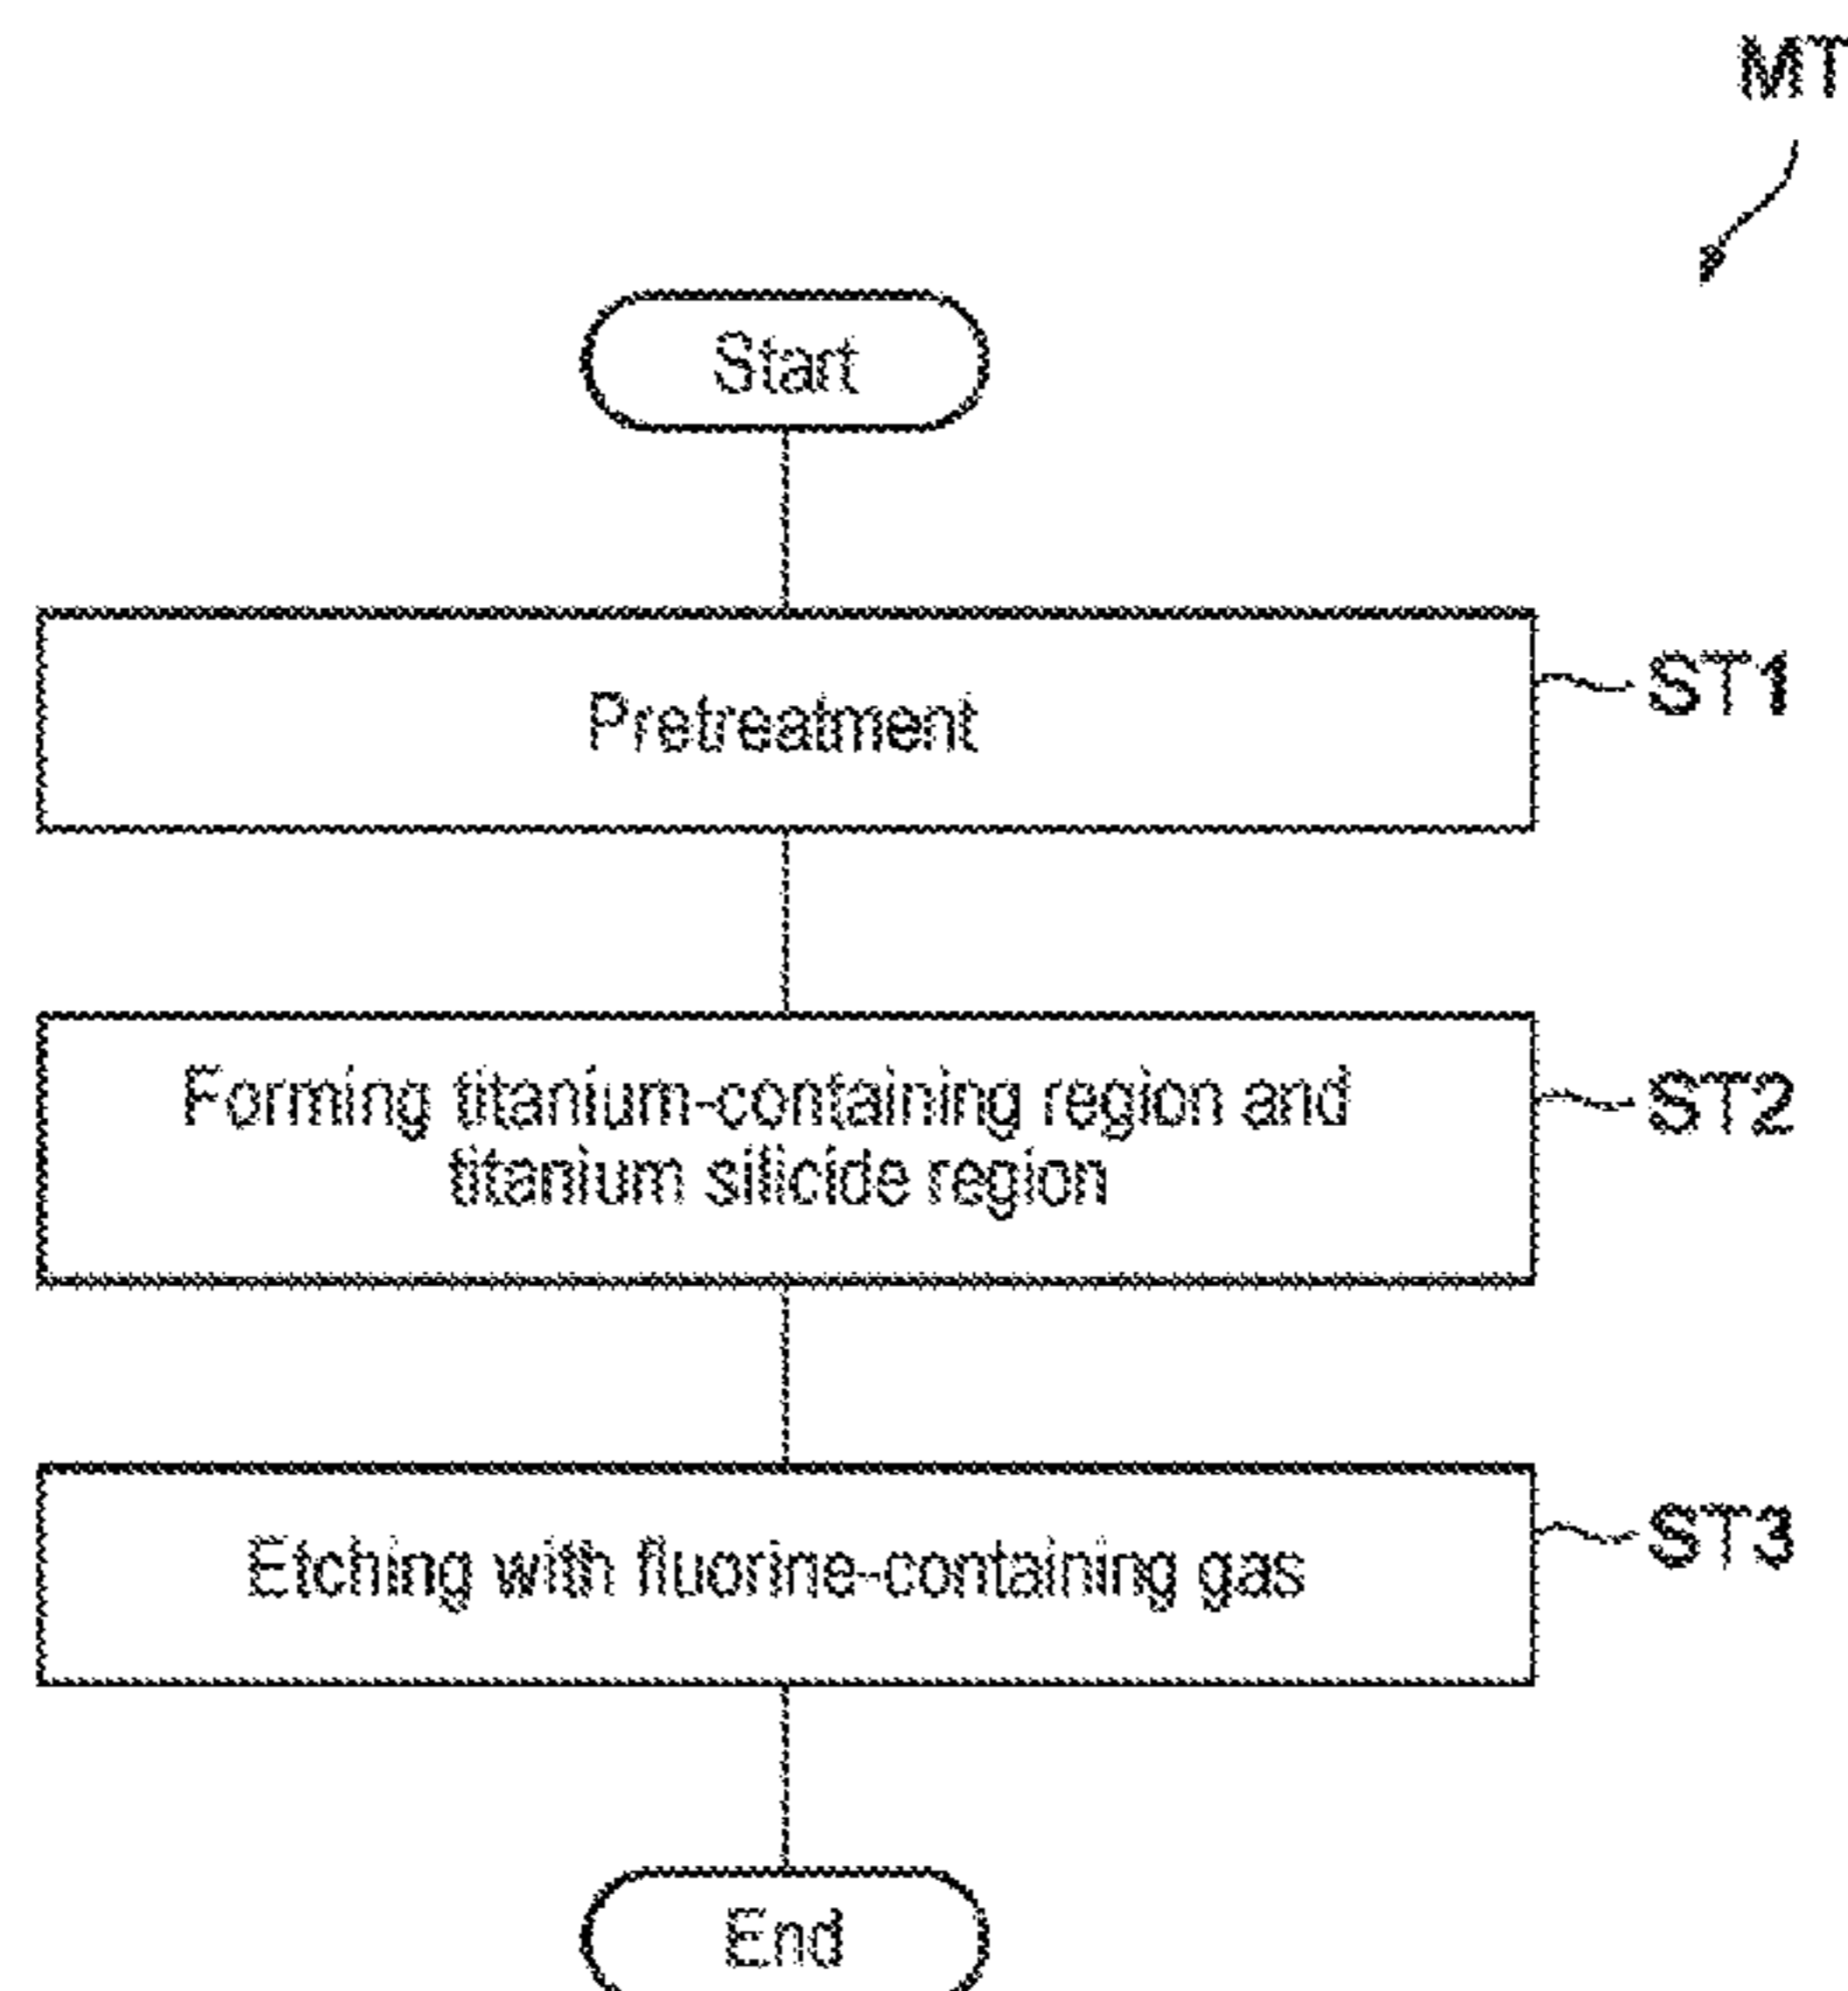 MT
Start
Pretreatment
ST1
Forming titanium-containing region and
titanium silicide region
ST2
Etching with fluorine-containing gas
ST3
End